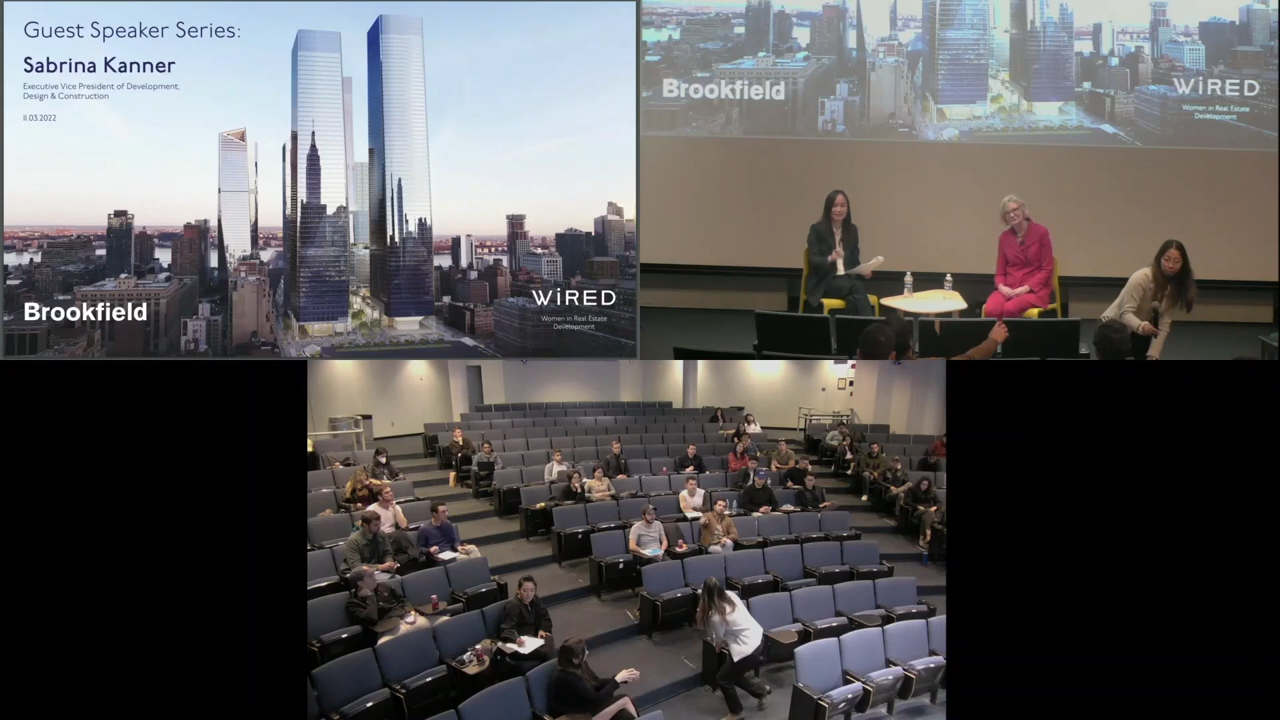 Guest Speaker Series:
Sabrina Kanner
Executive Vice President of Development,
Design & Construction
11.03.2022
Brookfield
WiRED
Women in Real Estate
Development
Brookfield
WiRED
Women in Real Estate
Development